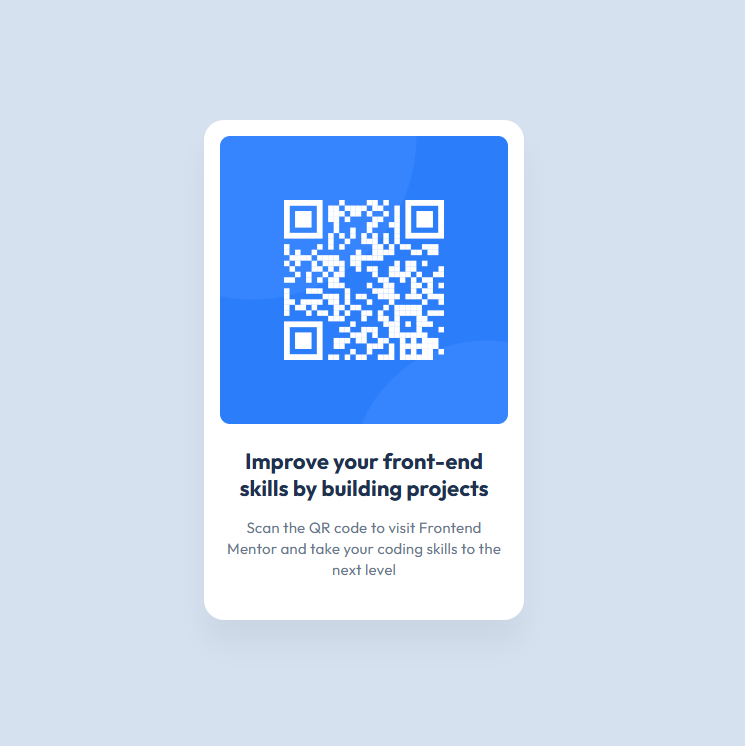 Improve your front-end
skills by building projects
Scan the QR code to visit Frontend
Mentor and take your coding skills to the
next level